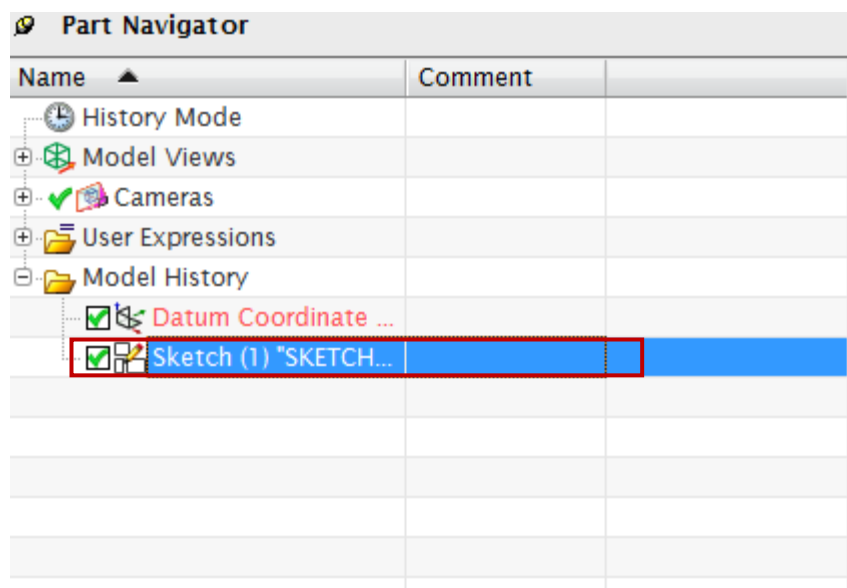 Part Navigator
Name Comment
History Mode
Model Views
Cameras
User Expressions
Model History
Datum Coordinate ...
Sketch (1) "SKETCH...